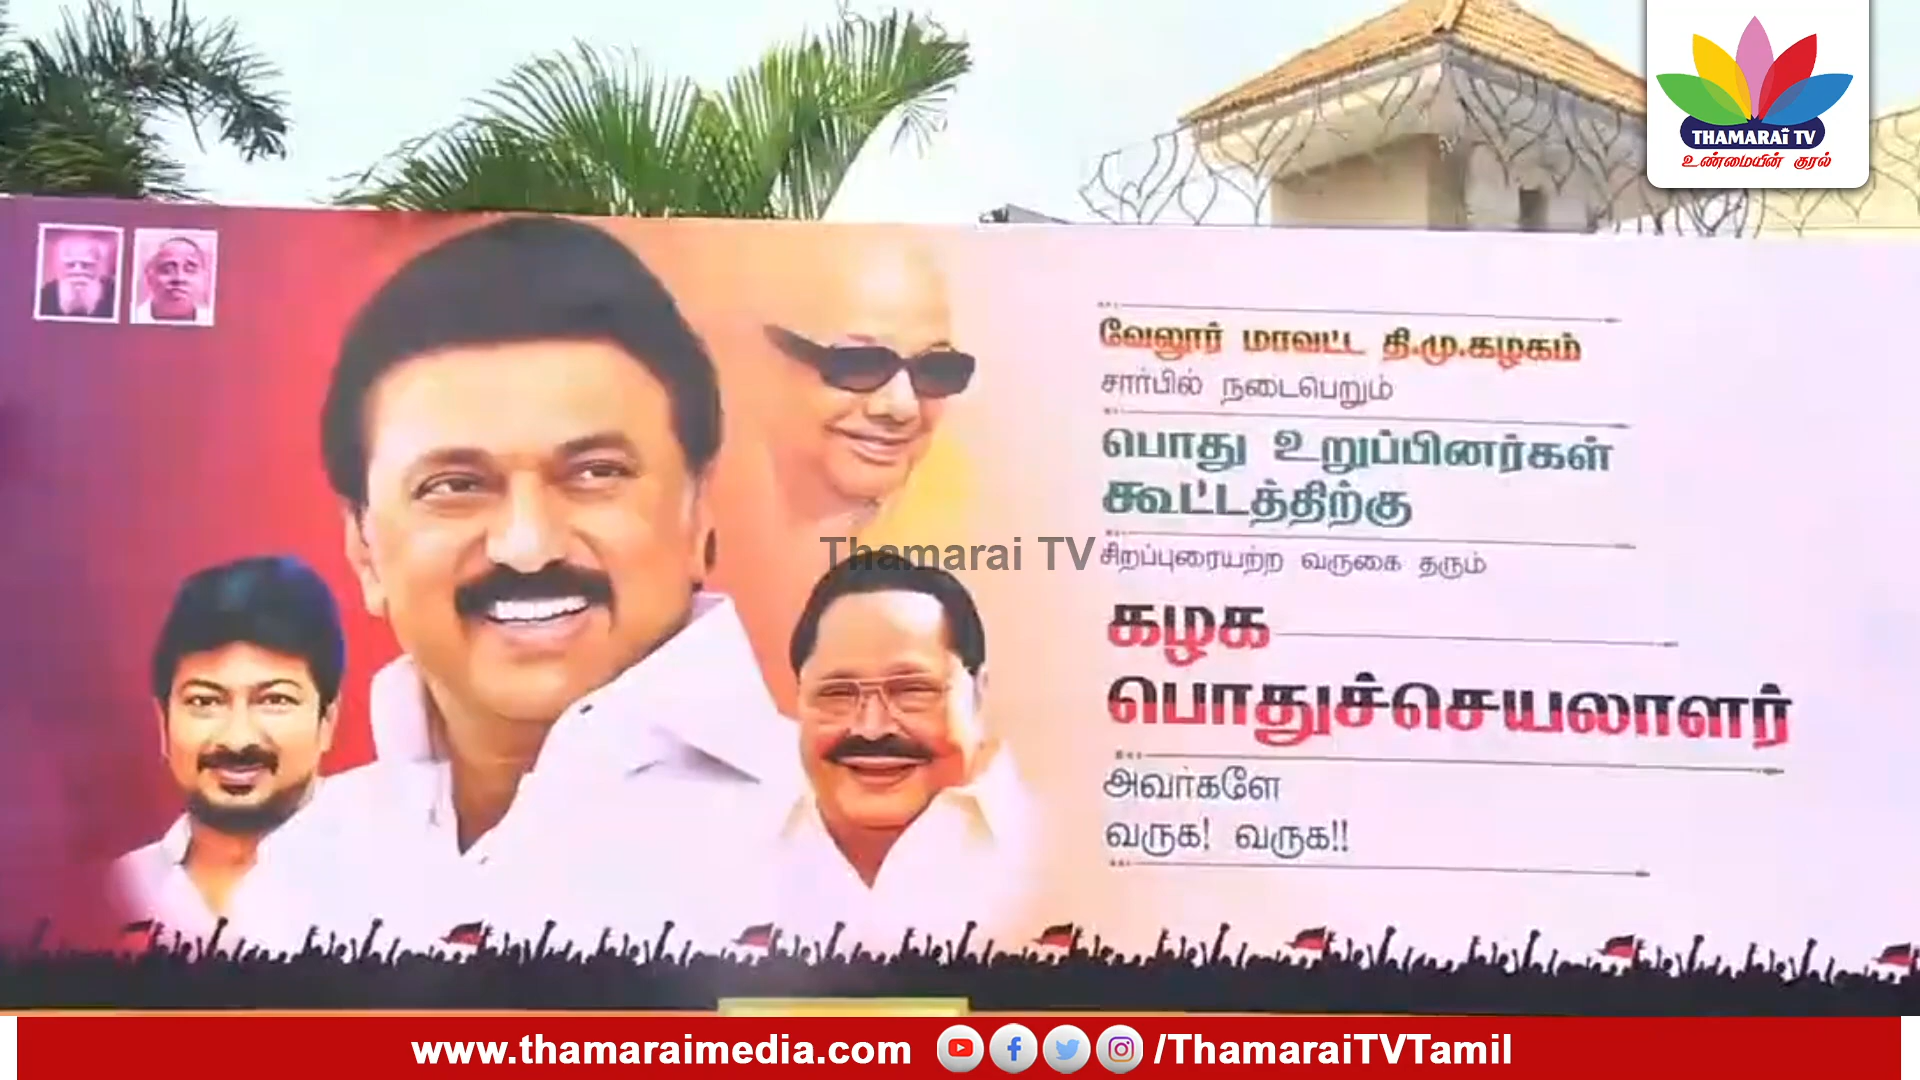 THAMARAI TV
உண்மையின் குரல்
வேலூர் மாவட்ட தி.மு.கழகம்
சார்பில் நடைபெறும்
பொது உறுப்பினர்கள்
கூட்டத்திற்கு
Thamarai TV
சிறப்புரையற்ற வருகை தரும்
கழக
பொதுச்செயலாளர்
அவர்களே
வருக! வருக!!
www.thamaraimedia.com
/ThamaraiTVTamil